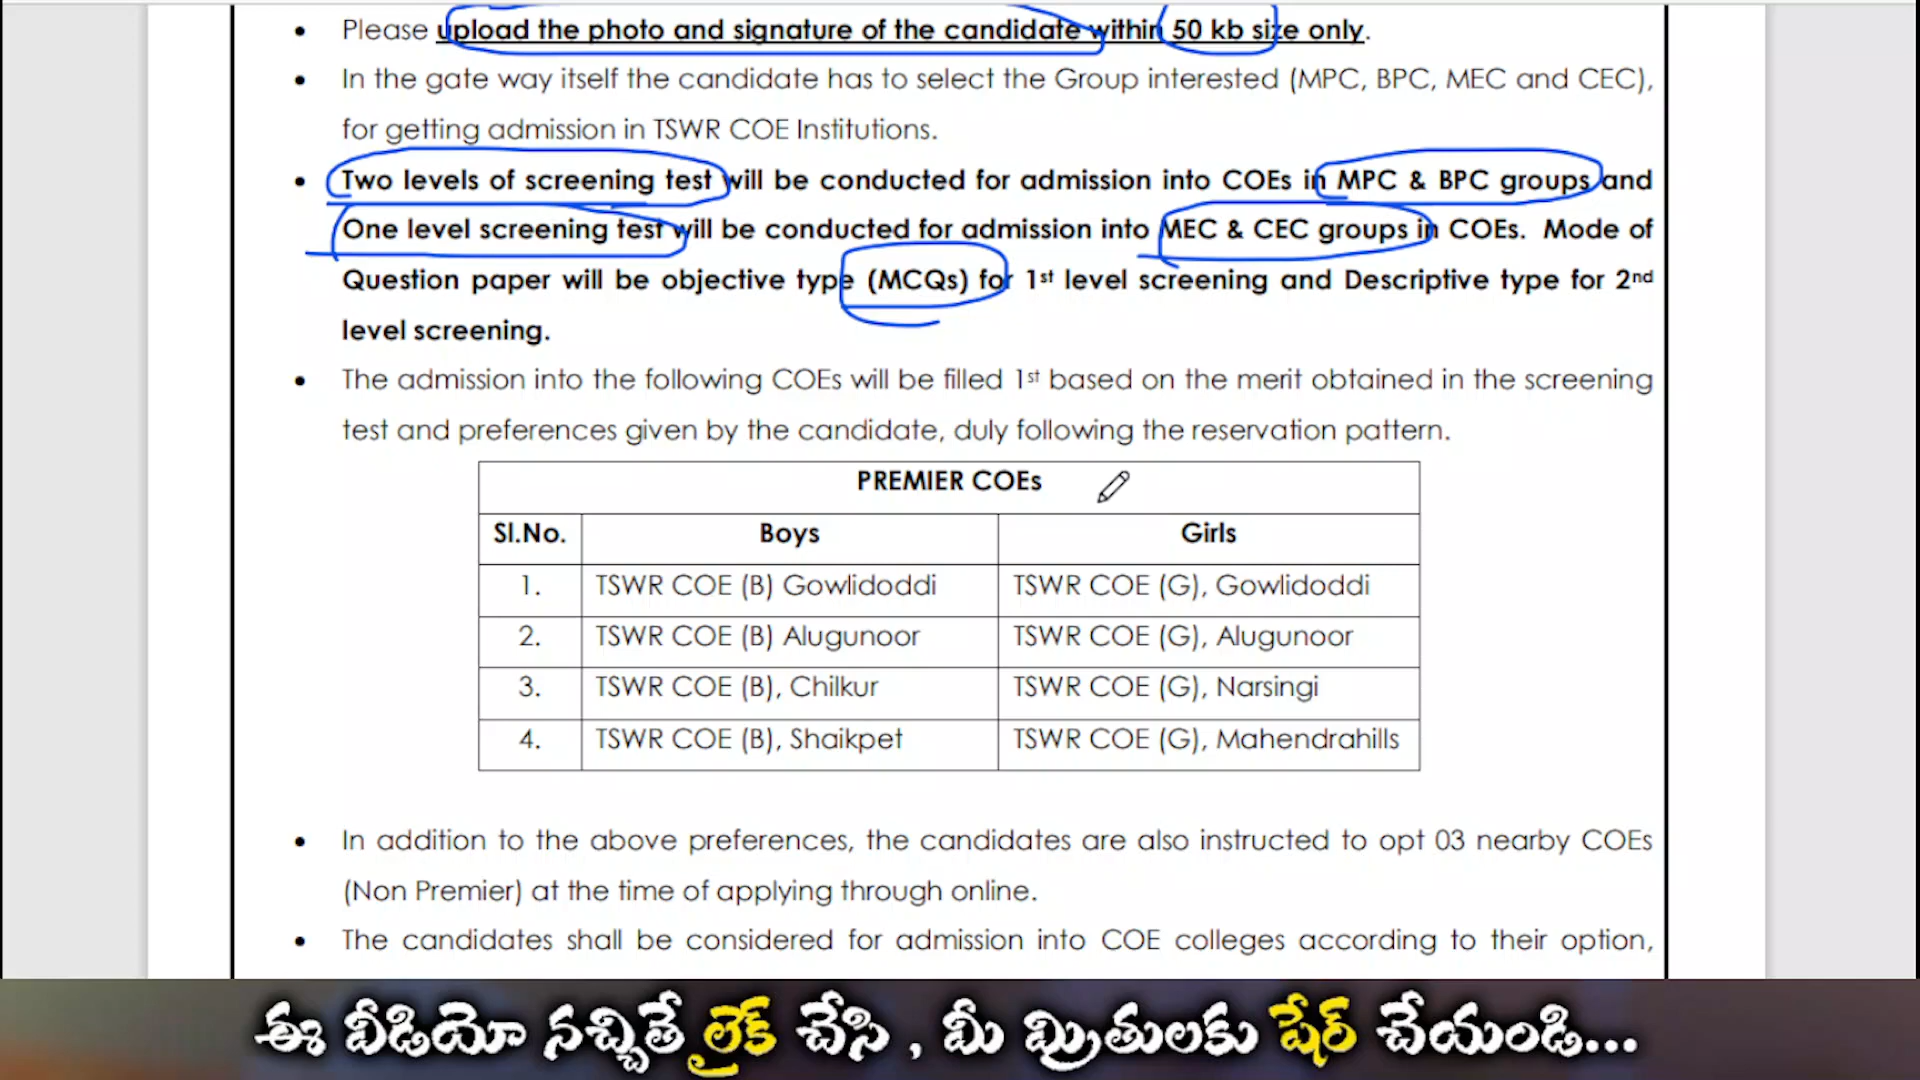 • Please upload the photo and signature of the candidate within 50 kb size only.
• In the gate way itself the candidate has to select the Group interested (MPC, BPC, MEC and CEC),
for getting admission in TSWR COE Institutions.
• Two levels of screening test will be conducted for admission into COEs in MPC & BPC groups and
One level screening test will be conducted for admission into MEC & CEC groups in COEs. Mode of
Question paper will be objective type (MCQs) for 1st level screening and Descriptive type for 2nd
level screening.
• The admission into the following COEs will be filled 1st based on the merit obtained in the screening
test and preferences given by the candidate, duly following the reservation pattern.
PREMIER COEs
Sl.No. Boys Girls
1. TSWR COE (B) Gowlidoddi TSWR COE (G), Gowlidoddi
2. TSWR COE (B) Alugunoor TSWR COE (G), Alugunoor
3. TSWR COE (B), Chilkur TSWR COE (G), Narsingi
4. TSWR COE (B), Shaikpet TSWR COE (G), Mahendrahills
• In addition to the above preferences, the candidates are also instructed to opt 03 nearby COEs
(Non Premier) at the time of applying through online.
• The candidates shall be considered for admission into COE colleges according to their option,
ఈ వీడియో నచ్చితే లైక్ చేసి , మీ మిత్రులకు షేర్ చేయండి...